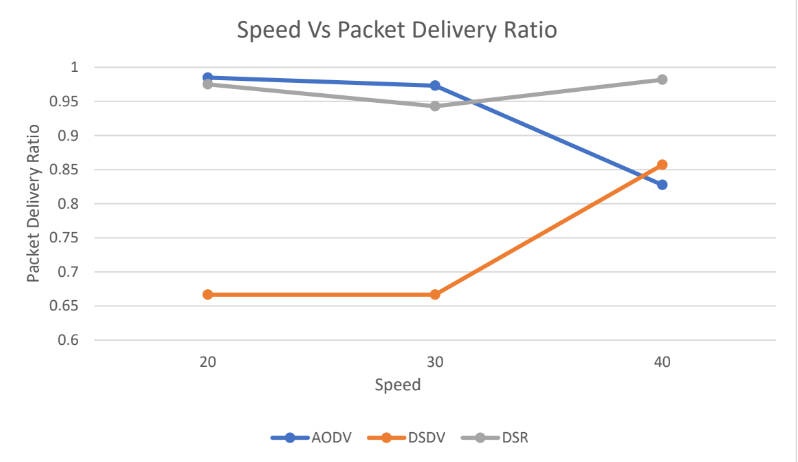 Speed Vs Packet Delivery Ratio
Packet Delivery Ratio
1
0.95
0.9
0.85
0.8
0.75
0.7
0.65
0.6
20 30 40
Speed
AODV DSDV DSR